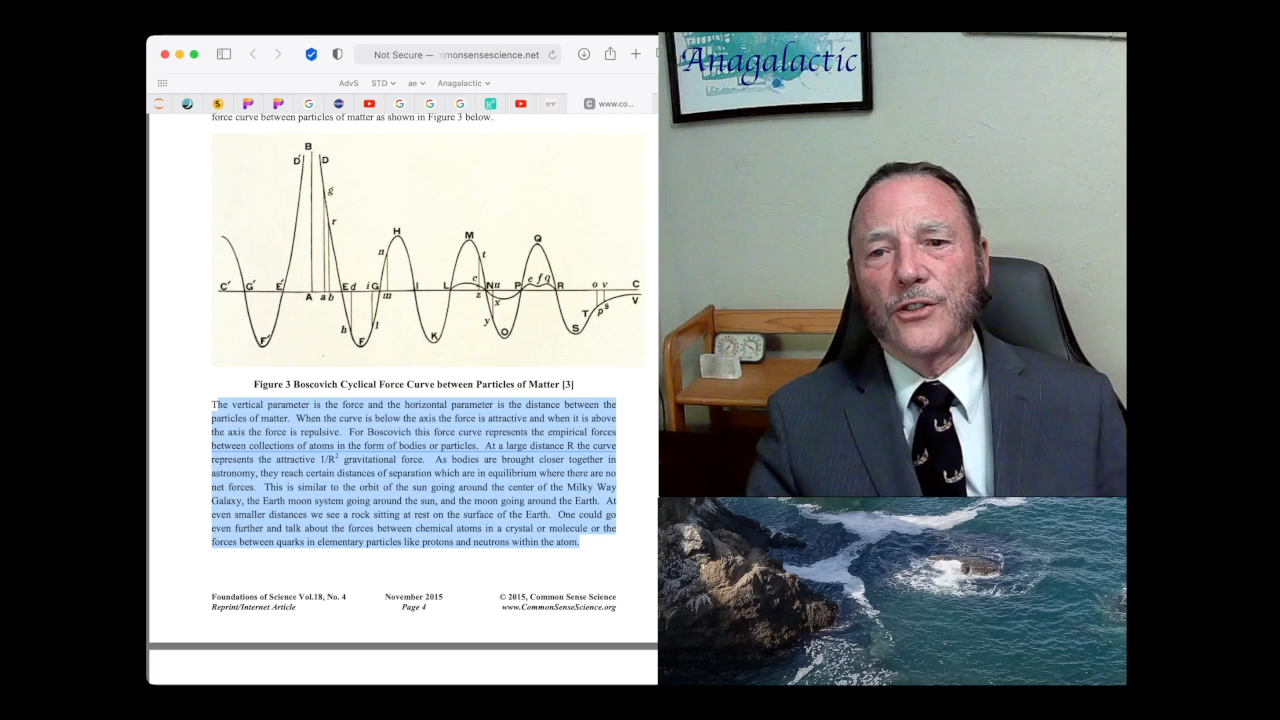 Not Secure — mmonsensescience.net
AdvS STD ae Anagalactic
www.co...
force curve between particles of matter as shown in Figure 3 below.
B
D' D
g
r
H M Q
n t
C' G' E' A a b E d i G m I L c z N u x P e f g R o v C
V
h l y T p s
F' F K O S
Figure 3 Boscovich Cyclical Force Curve between Particles of Matter [3]
The vertical parameter is the force and the horizontal parameter is the distance between the
particles of matter. When the curve is below the axis the force is attractive and when it is above
the axis the force is repulsive. For Boscovich this force curve represents the empirical forces
between collections of atoms in the form of bodies or particles. At a large distance R the curve
represents the attractive 1/R² gravitational force. As bodies are brought closer together in
astronomy, they reach certain distances of separation which are in equilibrium where there are no
net forces. This is similar to the orbit of the sun going around the center of the Milky Way
Galaxy, the Earth moon system going around the sun, and the moon going around the Earth. At
even smaller distances we see a rock sitting at rest on the surface of the Earth. One could go
even further and talk about the forces between chemical atoms in a crystal or molecule or the
forces between quarks in elementary particles like protons and neutrons within the atom.
Foundations of Science Vol.18, No. 4 November 2015 © 2015, Common Sense Science
Reprint/Internet Article Page 4 www.CommonSenseScience.org
Anagalactic